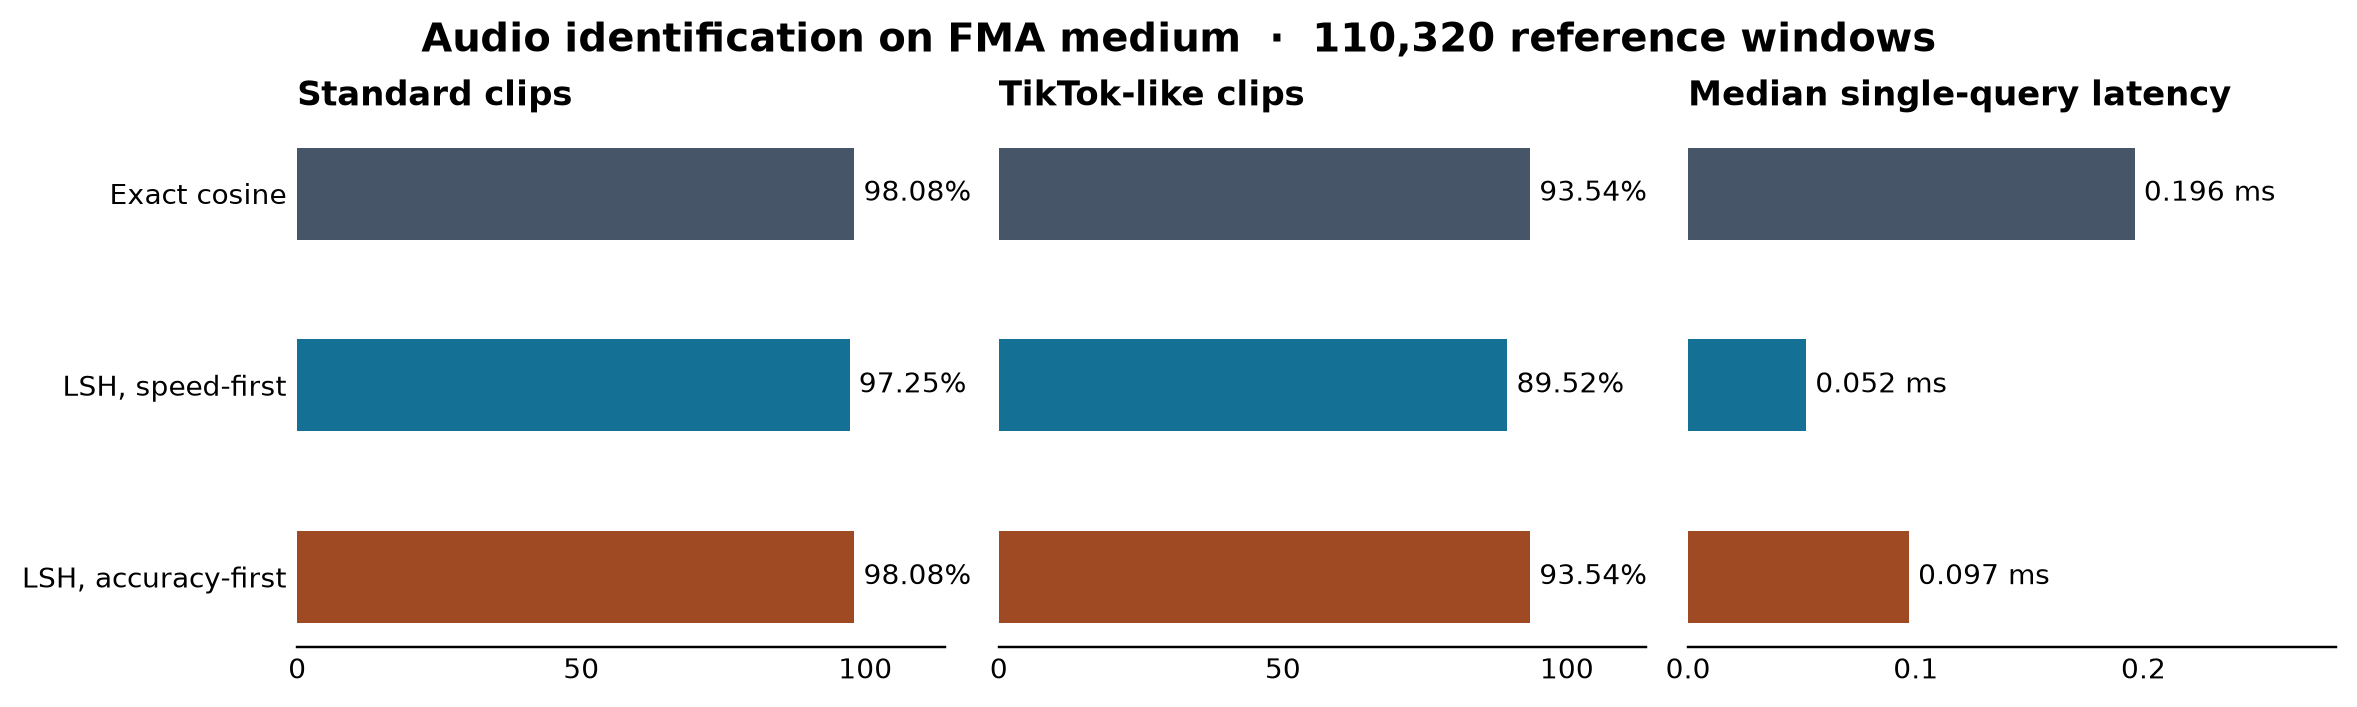 Audio identification on FMA medium · 110,320 reference windows
Standard clips
TikTok-like clips
Median single-query latency
Exact cosine
98.08%
93.54%
0.196 ms
LSH, speed-first
97.25%
89.52%
0.052 ms
LSH, accuracy-first
98.08%
93.54%
0.097 ms
0 50 100
0 50 100
0.0 0.1 0.2